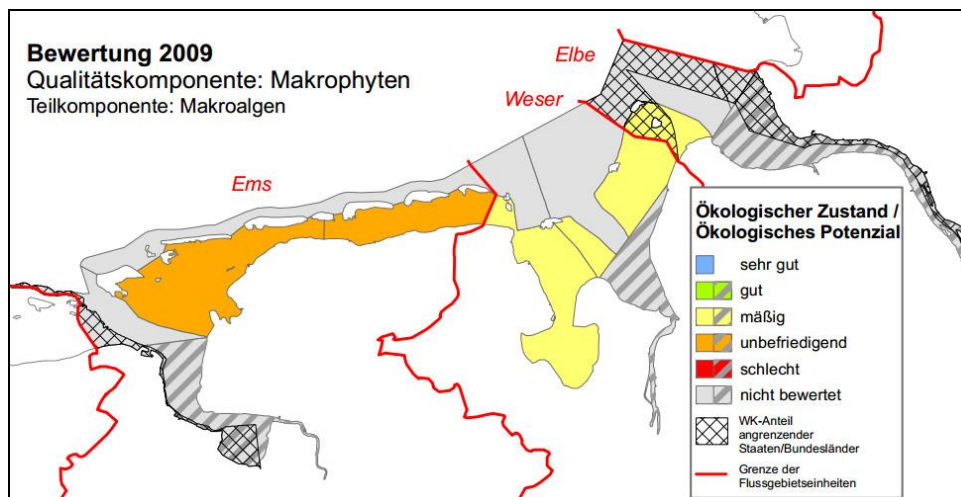 Bewertung 2009
Qualitätskomponente: Makrophyten
Teilkomponente: Makroalgen
Elbe
Weser
Ems
Ökologischer Zustand /
Ökologisches Potenzial
sehr gut
gut
mäßig
unbefriedigend
schlecht
nicht bewertet
WK-Anteil
angrenzender
Staaten/Bundesländer
Grenze der
Flussgebietseinheiten